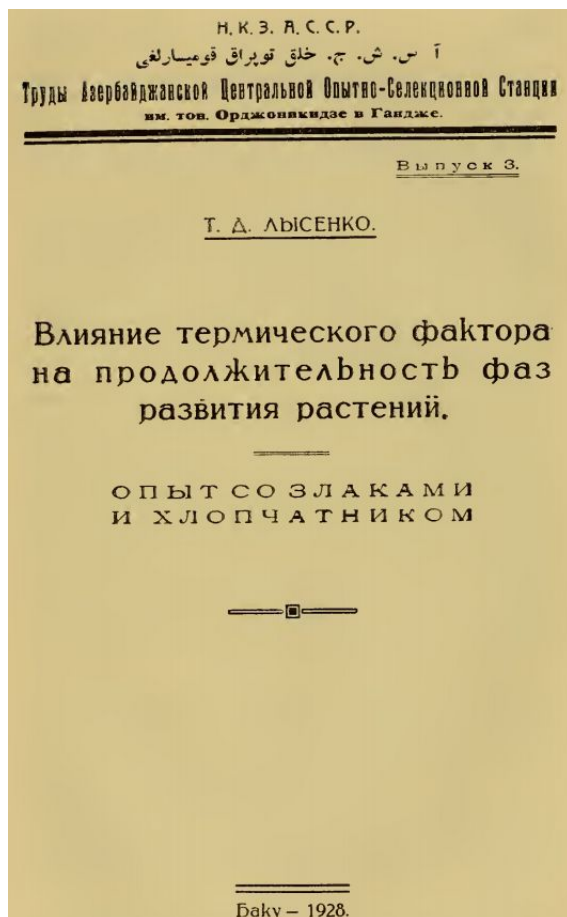 Н. К. З. А. С. С. Р.
آ س. ش. ج. خلق توپراق قوميسارلغى
Труды Азербайджанской Центральной Опытно-Селекционной Станции
им. тов. Орджоникидзе в Гандже.
Выпуск 3.
Т. Д. ЛЫСЕНКО.
Влияние термического фактора
на продолжительность фаз
развития растений.
ОПЫТ СО ЗЛАКАМИ
И ХЛОПЧАТНИКОМ
Баку – 1928.